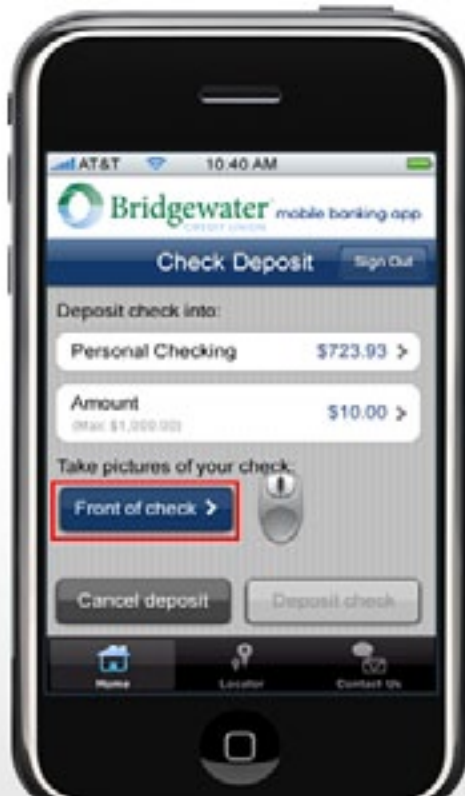 AT&T 10:40 AM
Bridgewater mobile banking app
CREDIT UNION
Check Deposit Sign Out
Deposit check into:
Personal Checking $723.93 >
Amount $10.00 >
(Max: $1,000.00)
Take pictures of your check:
Front of check >
Cancel deposit Deposit check
Home Locator Contact Us